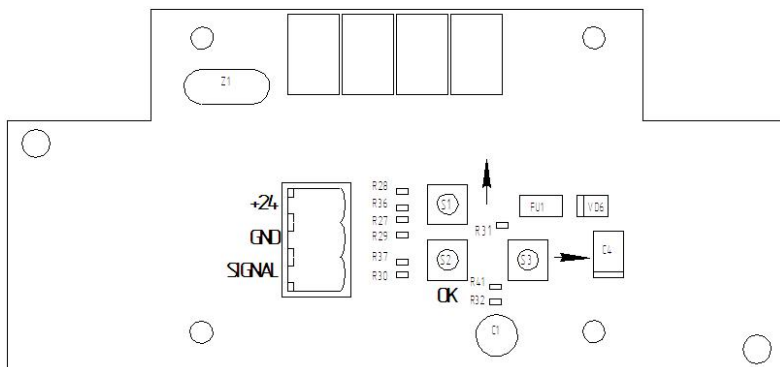 Z1
+24
GND
SIGNAL
R28
R36
R27
R29
R37
R30
S1
S2
OK
R31
S3
R41
R32
C1
FU1
VD6
C4